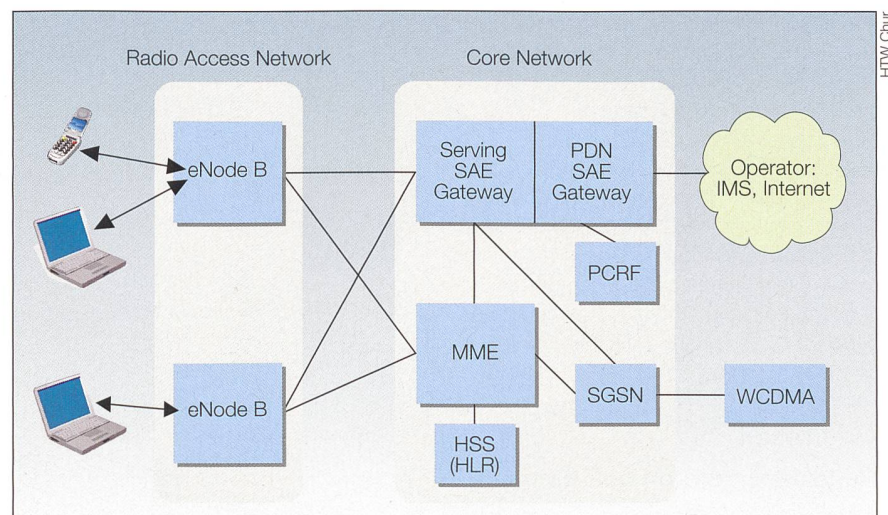 HTW Chur
Radio Access Network
Core Network
eNode B
Serving
SAE
Gateway
PDN
SAE
Gateway
Operator:
IMS, Internet
PCRF
MME
eNode B
SGSN
WCDMA
HSS
(HLR)